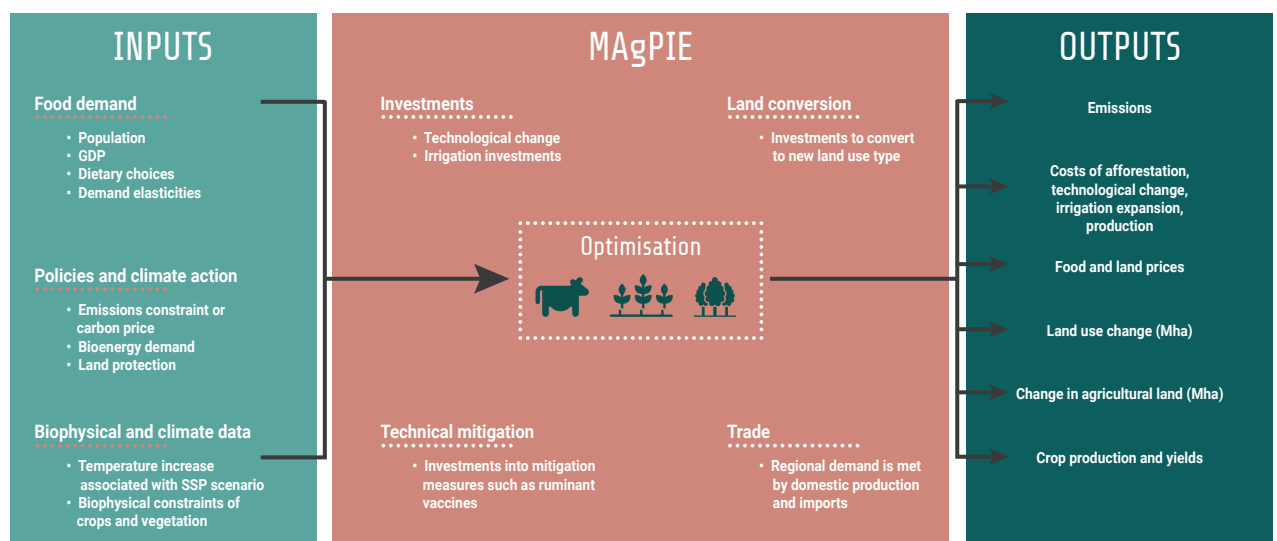 INPUTS
Food demand
• Population
• GDP
• Dietary choices
• Demand elasticities
Policies and climate action
• Emissions constraint or
carbon price
• Bioenergy demand
• Land protection
Biophysical and climate data
• Temperature increase
associated with SSP scenario
• Biophysical constraints of
crops and vegetation
MAgPIE
Investments
• Technological change
• Irrigation investments
Land conversion
• Investments to convert
to new land use type
Optimisation
Technical mitigation
• Investments into mitigation
measures such as ruminant
vaccines
Trade
• Regional demand is met
by domestic production
and imports
OUTPUTS
Emissions
Costs of afforestation,
technological change,
irrigation expansion,
production
Food and land prices
Land use change (Mha)
Change in agricultural land (Mha)
Crop production and yields